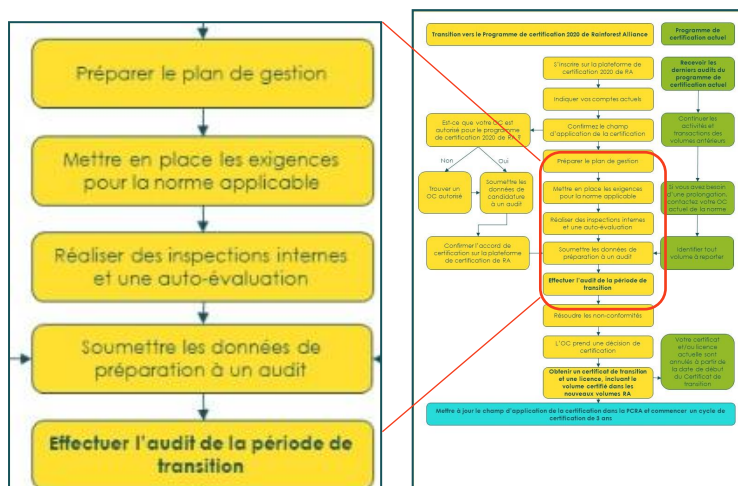 Préparer le plan de gestion
Mettre en place les exigences
pour la norme applicable
Réaliser des inspections internes
et une auto-évaluation
Soumettre les données de
préparation à un audit
Effectuer l'audit de la période de
transition
Transition vers le Programme de certification 2020 de Rainforest Alliance
Programme de
certification actuel
S'inscrire sur la plateforme de
certification 2020 de RA
Recevoir les
derniers audits du
programme de
certification actuel
Indiquer vos comptes actuels
Est-ce que votre OC est
autorisé pour le programme
de certification 2020 de RA ?
Confirmez le champ
d'application de la certification
Continuer les
activités et
transactions des
volumes antérieurs
Non
Oui
Préparer le plan de gestion
Trouver un
OC autorisé
Soumettre les
données de
candidature
à un audit
Mettre en place les exigences
pour la norme applicable
Si vous avez besoin
d'une prolongation,
contactez votre OC
actuel de la norme
Réaliser des inspections internes
et une auto-évaluation
Confirmer l'accord de
certification sur la plateforme
de certification de RA
Soumettre les données de
préparation à un audit
Identifier tout
volume à reporter
Effectuer l'audit de la période de
transition
Résoudre les non-conformités
L'OC prend une décision de
certification
Votre certificat
et/ou licence
actuelle sont
annulés à partir de
la date de début
du Certificat de
transition
Obtenir un certificat de transition
et une licence, incluant le
volume certifié dans les
nouveaux volumes RA
Mettre à jour le champ d'application de la certification dans la PCRA et commencer un cycle de
certification de 3 ans